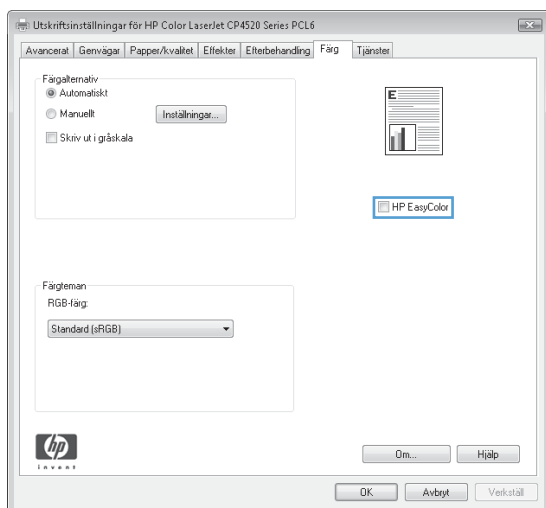 Utskriftsinställningar för HP Color LaserJet CP4520 Series PCL6
Avancerat Genvägar Papper/kvalitet Effekter Efterbehandling Färg Tjänster
Färgalternativ
Automatiskt
Manuellt Inställningar...
Skriv ut i gråskala
E
HP EasyColor
Färgteman
RGB-färg:
Standard (sRGB)
hp
invent
Om... Hjälp
OK Avbryt Verkställ